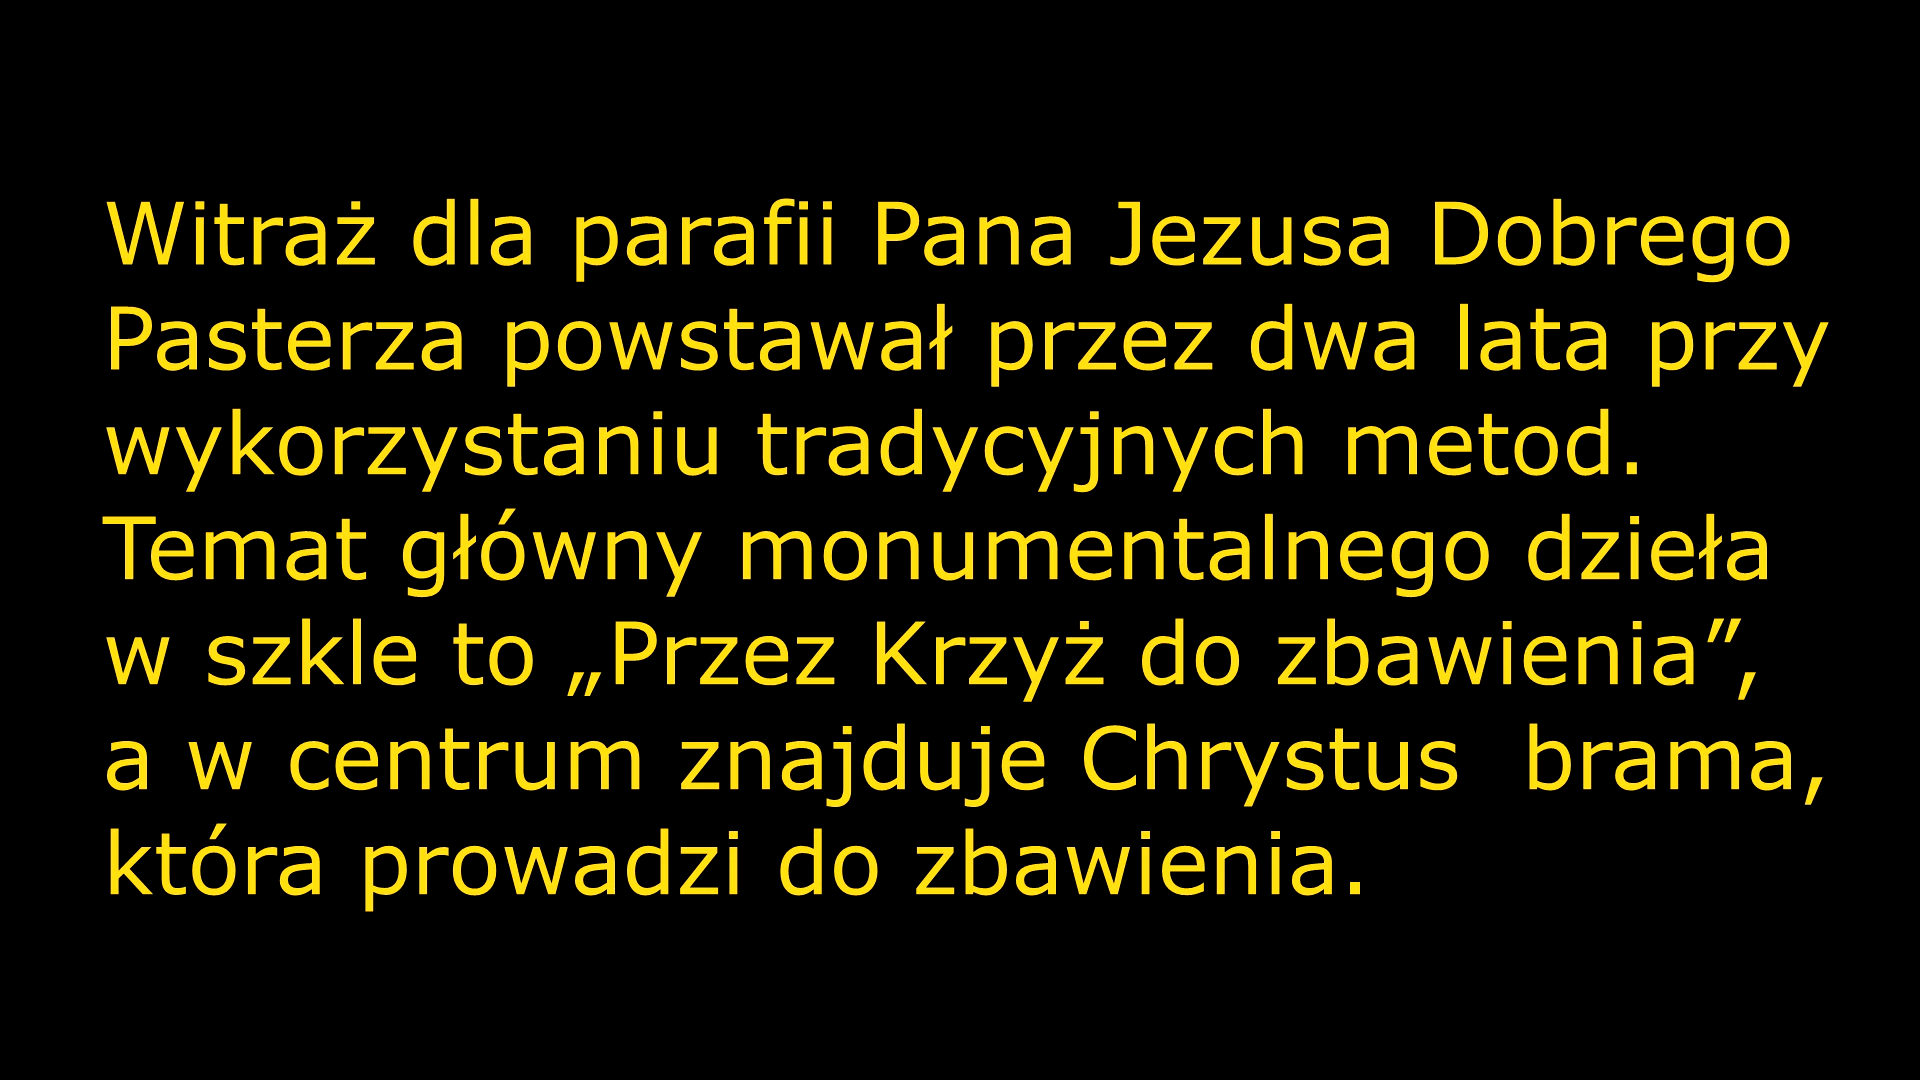 Witraż dla parafii Pana Jezusa Dobrego
Pasterza powstawał przez dwa lata przy
wykorzystaniu tradycyjnych metod.
Temat główny monumentalnego dzieła
w szkle to „Przez Krzyż do zbawienia”,
a w centrum znajduje Chrystus  brama,
która prowadzi do zbawienia.